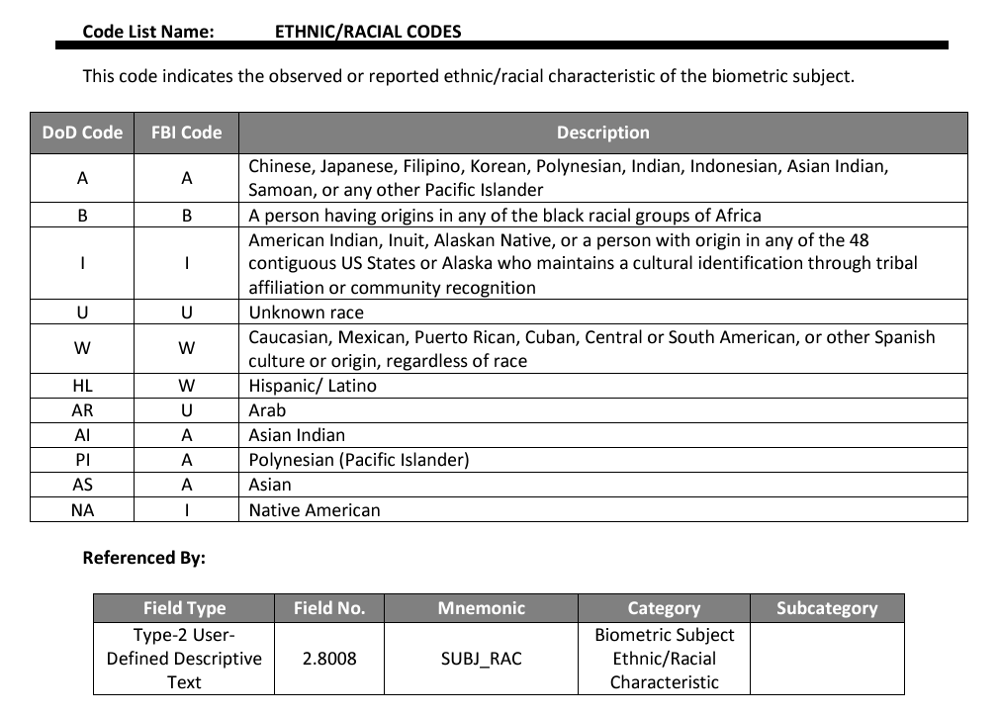 Code List Name: ETHNIC/RACIAL CODES
This code indicates the observed or reported ethnic/racial characteristic of the biometric subject.
DoD Code FBI Code Description
A A Chinese, Japanese, Filipino, Korean, Polynesian, Indian, Indonesian, Asian Indian,
Samoan, or any other Pacific Islander
B B A person having origins in any of the black racial groups of Africa
I I American Indian, Inuit, Alaskan Native, or a person with origin in any of the 48
contiguous US States or Alaska who maintains a cultural identification through tribal
affiliation or community recognition
U U Unknown race
W W Caucasian, Mexican, Puerto Rican, Cuban, Central or South American, or other Spanish
culture or origin, regardless of race
HL W Hispanic/ Latino
AR U Arab
AI A Asian Indian
PI A Polynesian (Pacific Islander)
AS A Asian
NA I Native American
Referenced By:
Field Type Field No. Mnemonic Category Subcategory
Type-2 User-
Defined Descriptive
Text
2.8008
SUBJ_RAC
Biometric Subject
Ethnic/Racial
Characteristic